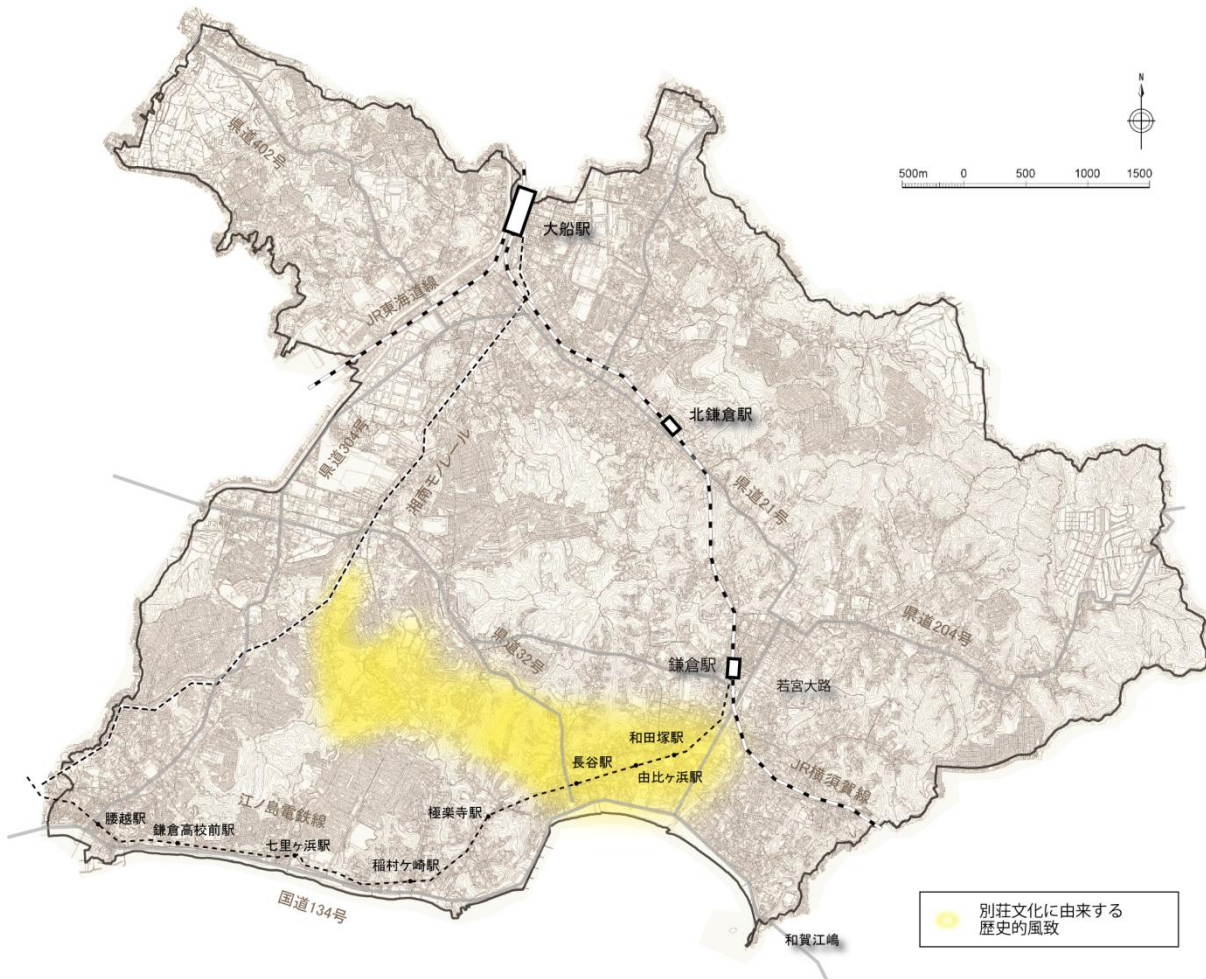 N
500m 0 500 1000 1500
県道402号
大船駅
JR東海道線
北鎌倉駅
県道304号
湘南モノレール
県道21号
県道204号
県道32号
鎌倉駅
若宮大路
和田塚駅
長谷駅
由比ヶ浜駅
JR横須賀線
江ノ島電鉄線
極楽寺駅
腰越駅
鎌倉高校前駅
七里ヶ浜駅
稲村ケ崎駅
国道134号
和賀江嶋
別荘文化に由来する
歴史的風致